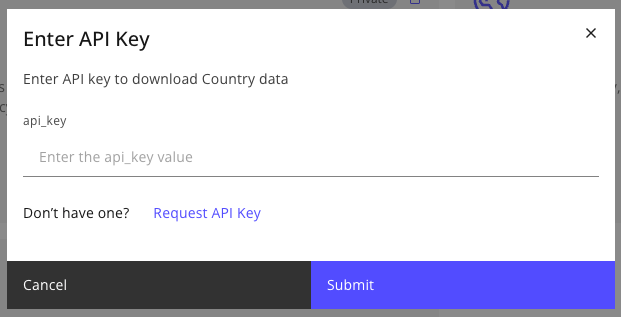 Private
Enter API Key
Enter API key to download Country data
api_key
Enter the api_key value
Don't have one? Request API Key
Cancel Submit